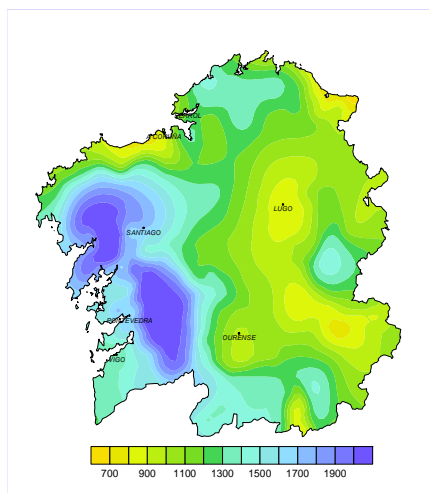 FERROL
A CORUÑA
LUGO
SANTIAGO
PONTEVEDRA
OURENSE
VIGO
700 900 1100 1300 1500 1700 1900